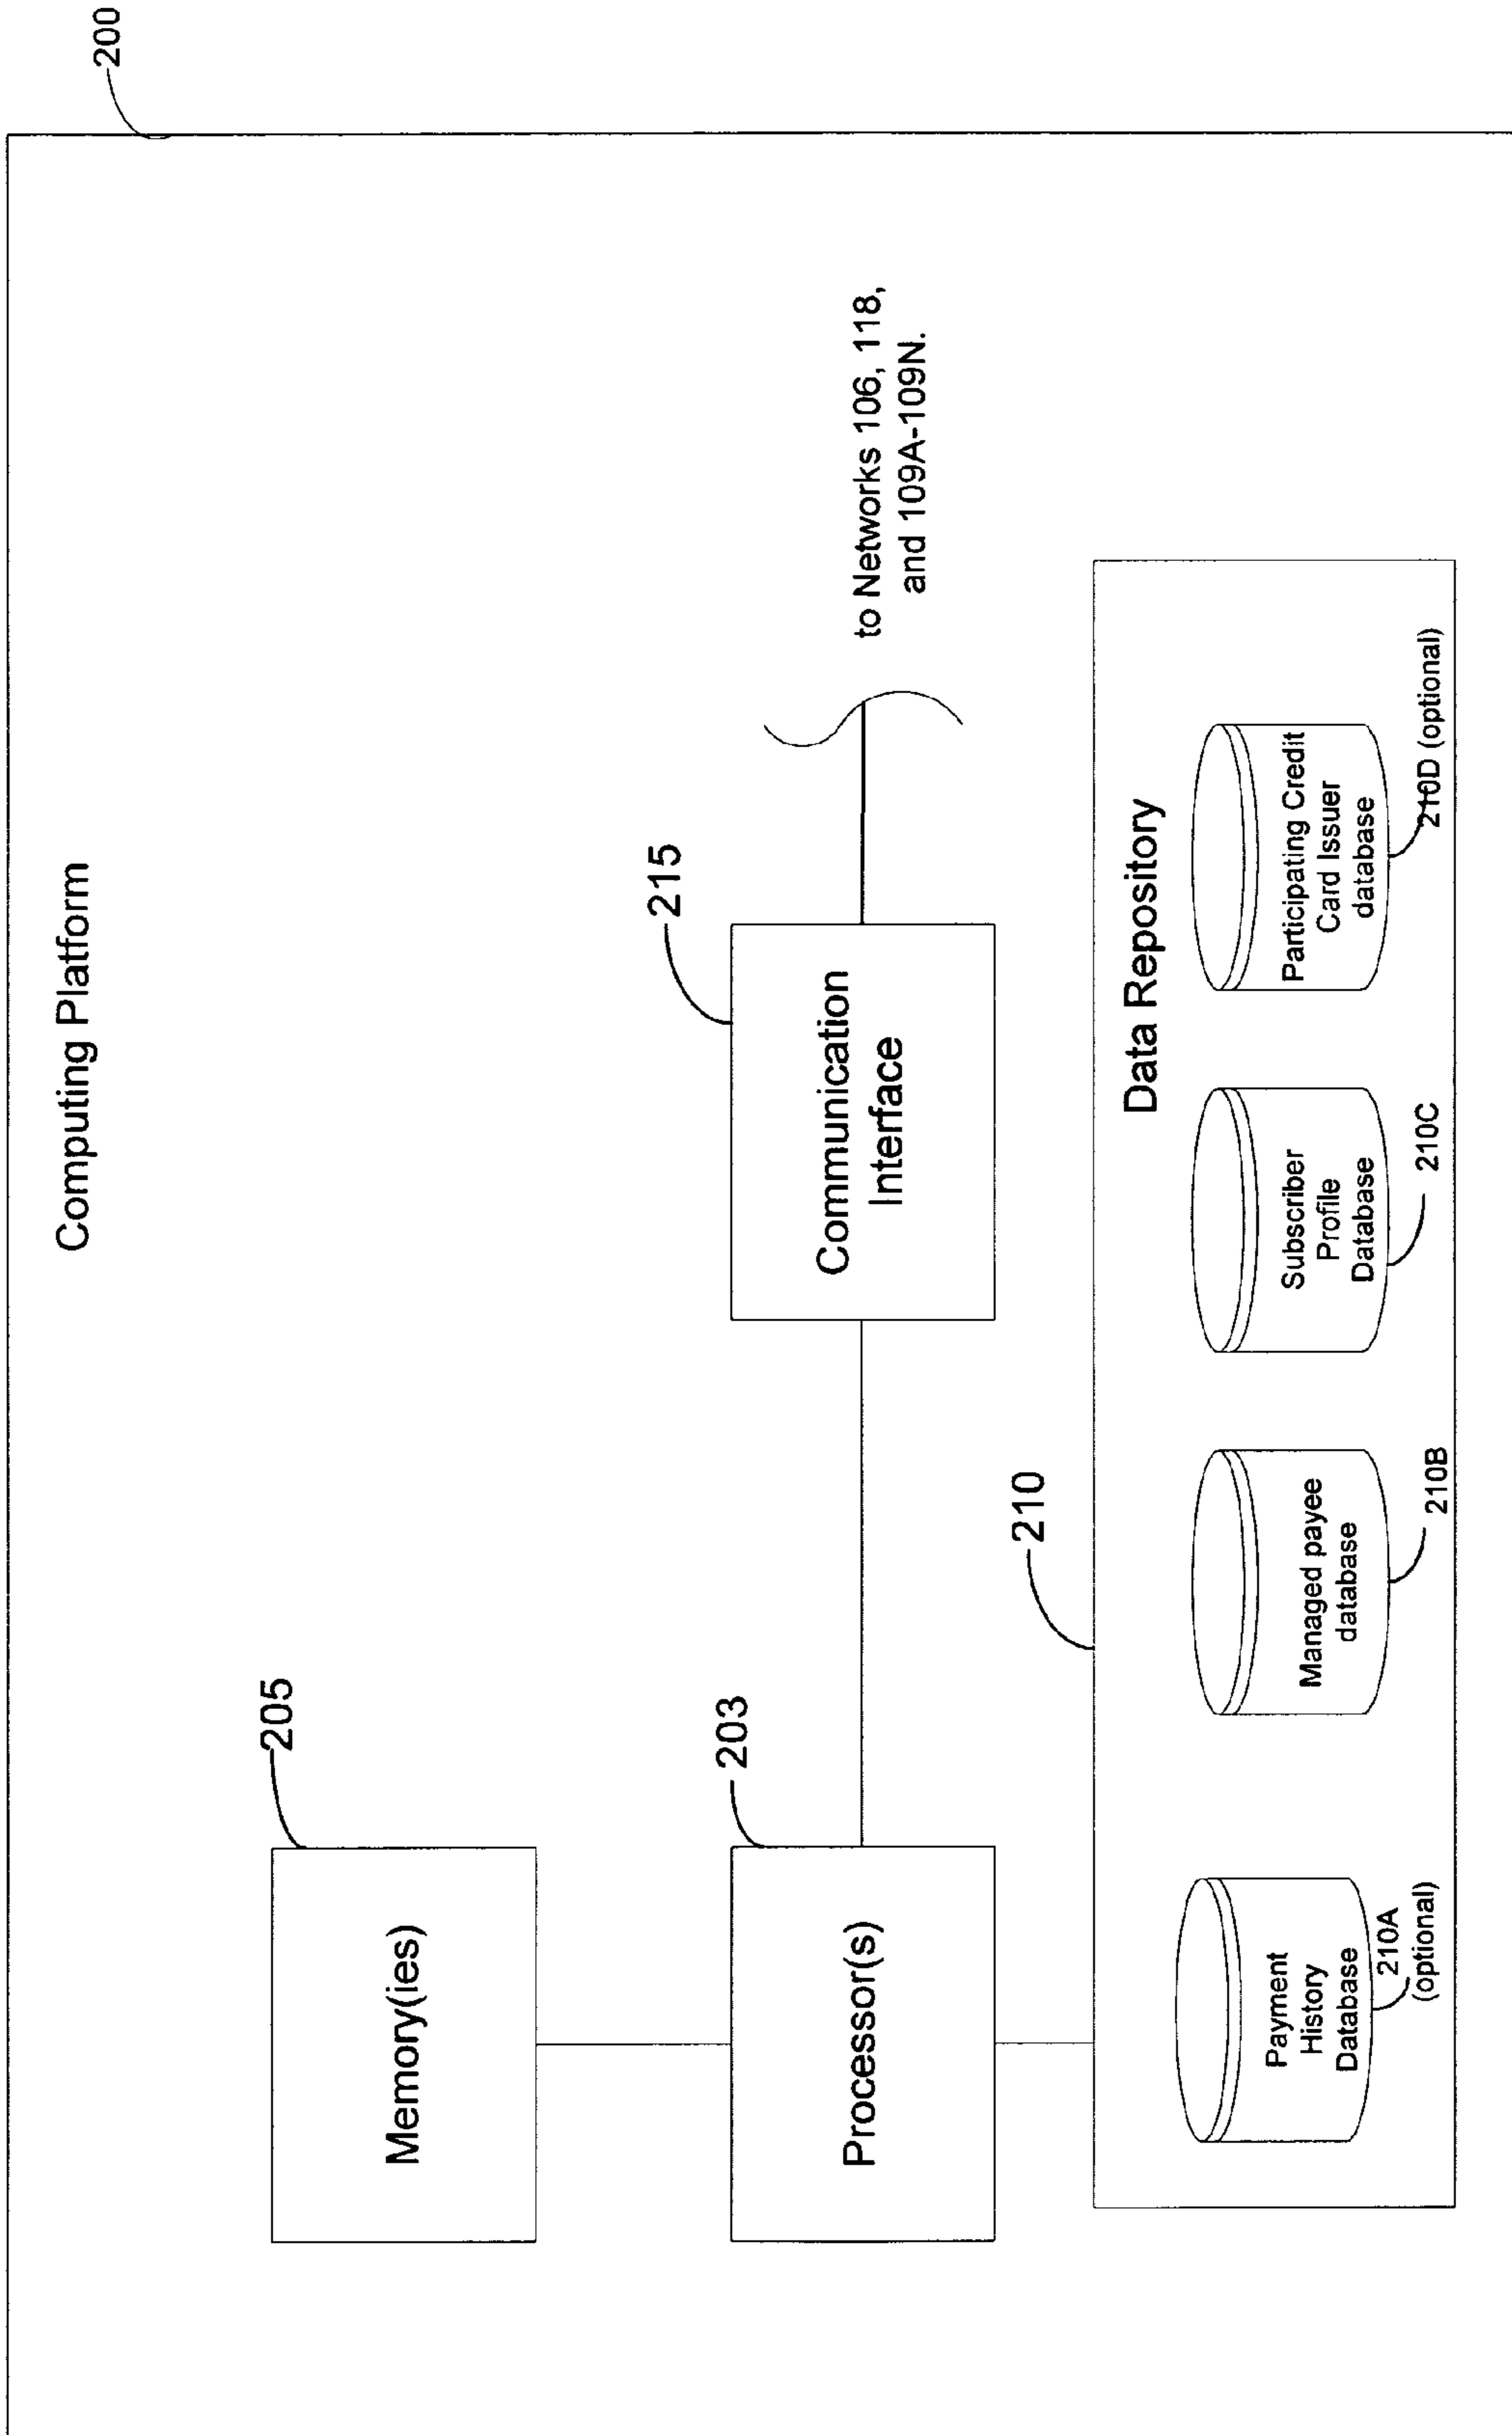 Computing Platform
200
205
Memory(ies)
203
Processor(s)
215
Communication
Interface
to Networks 106, 118,
and 109A-109N.
210
Data Repository
Payment
History
Database
210A
(optional)
Managed payee
database
210B
Subscriber
Profile
Database
210C
Participating Credit
Card Issuer
database
210D (optional)